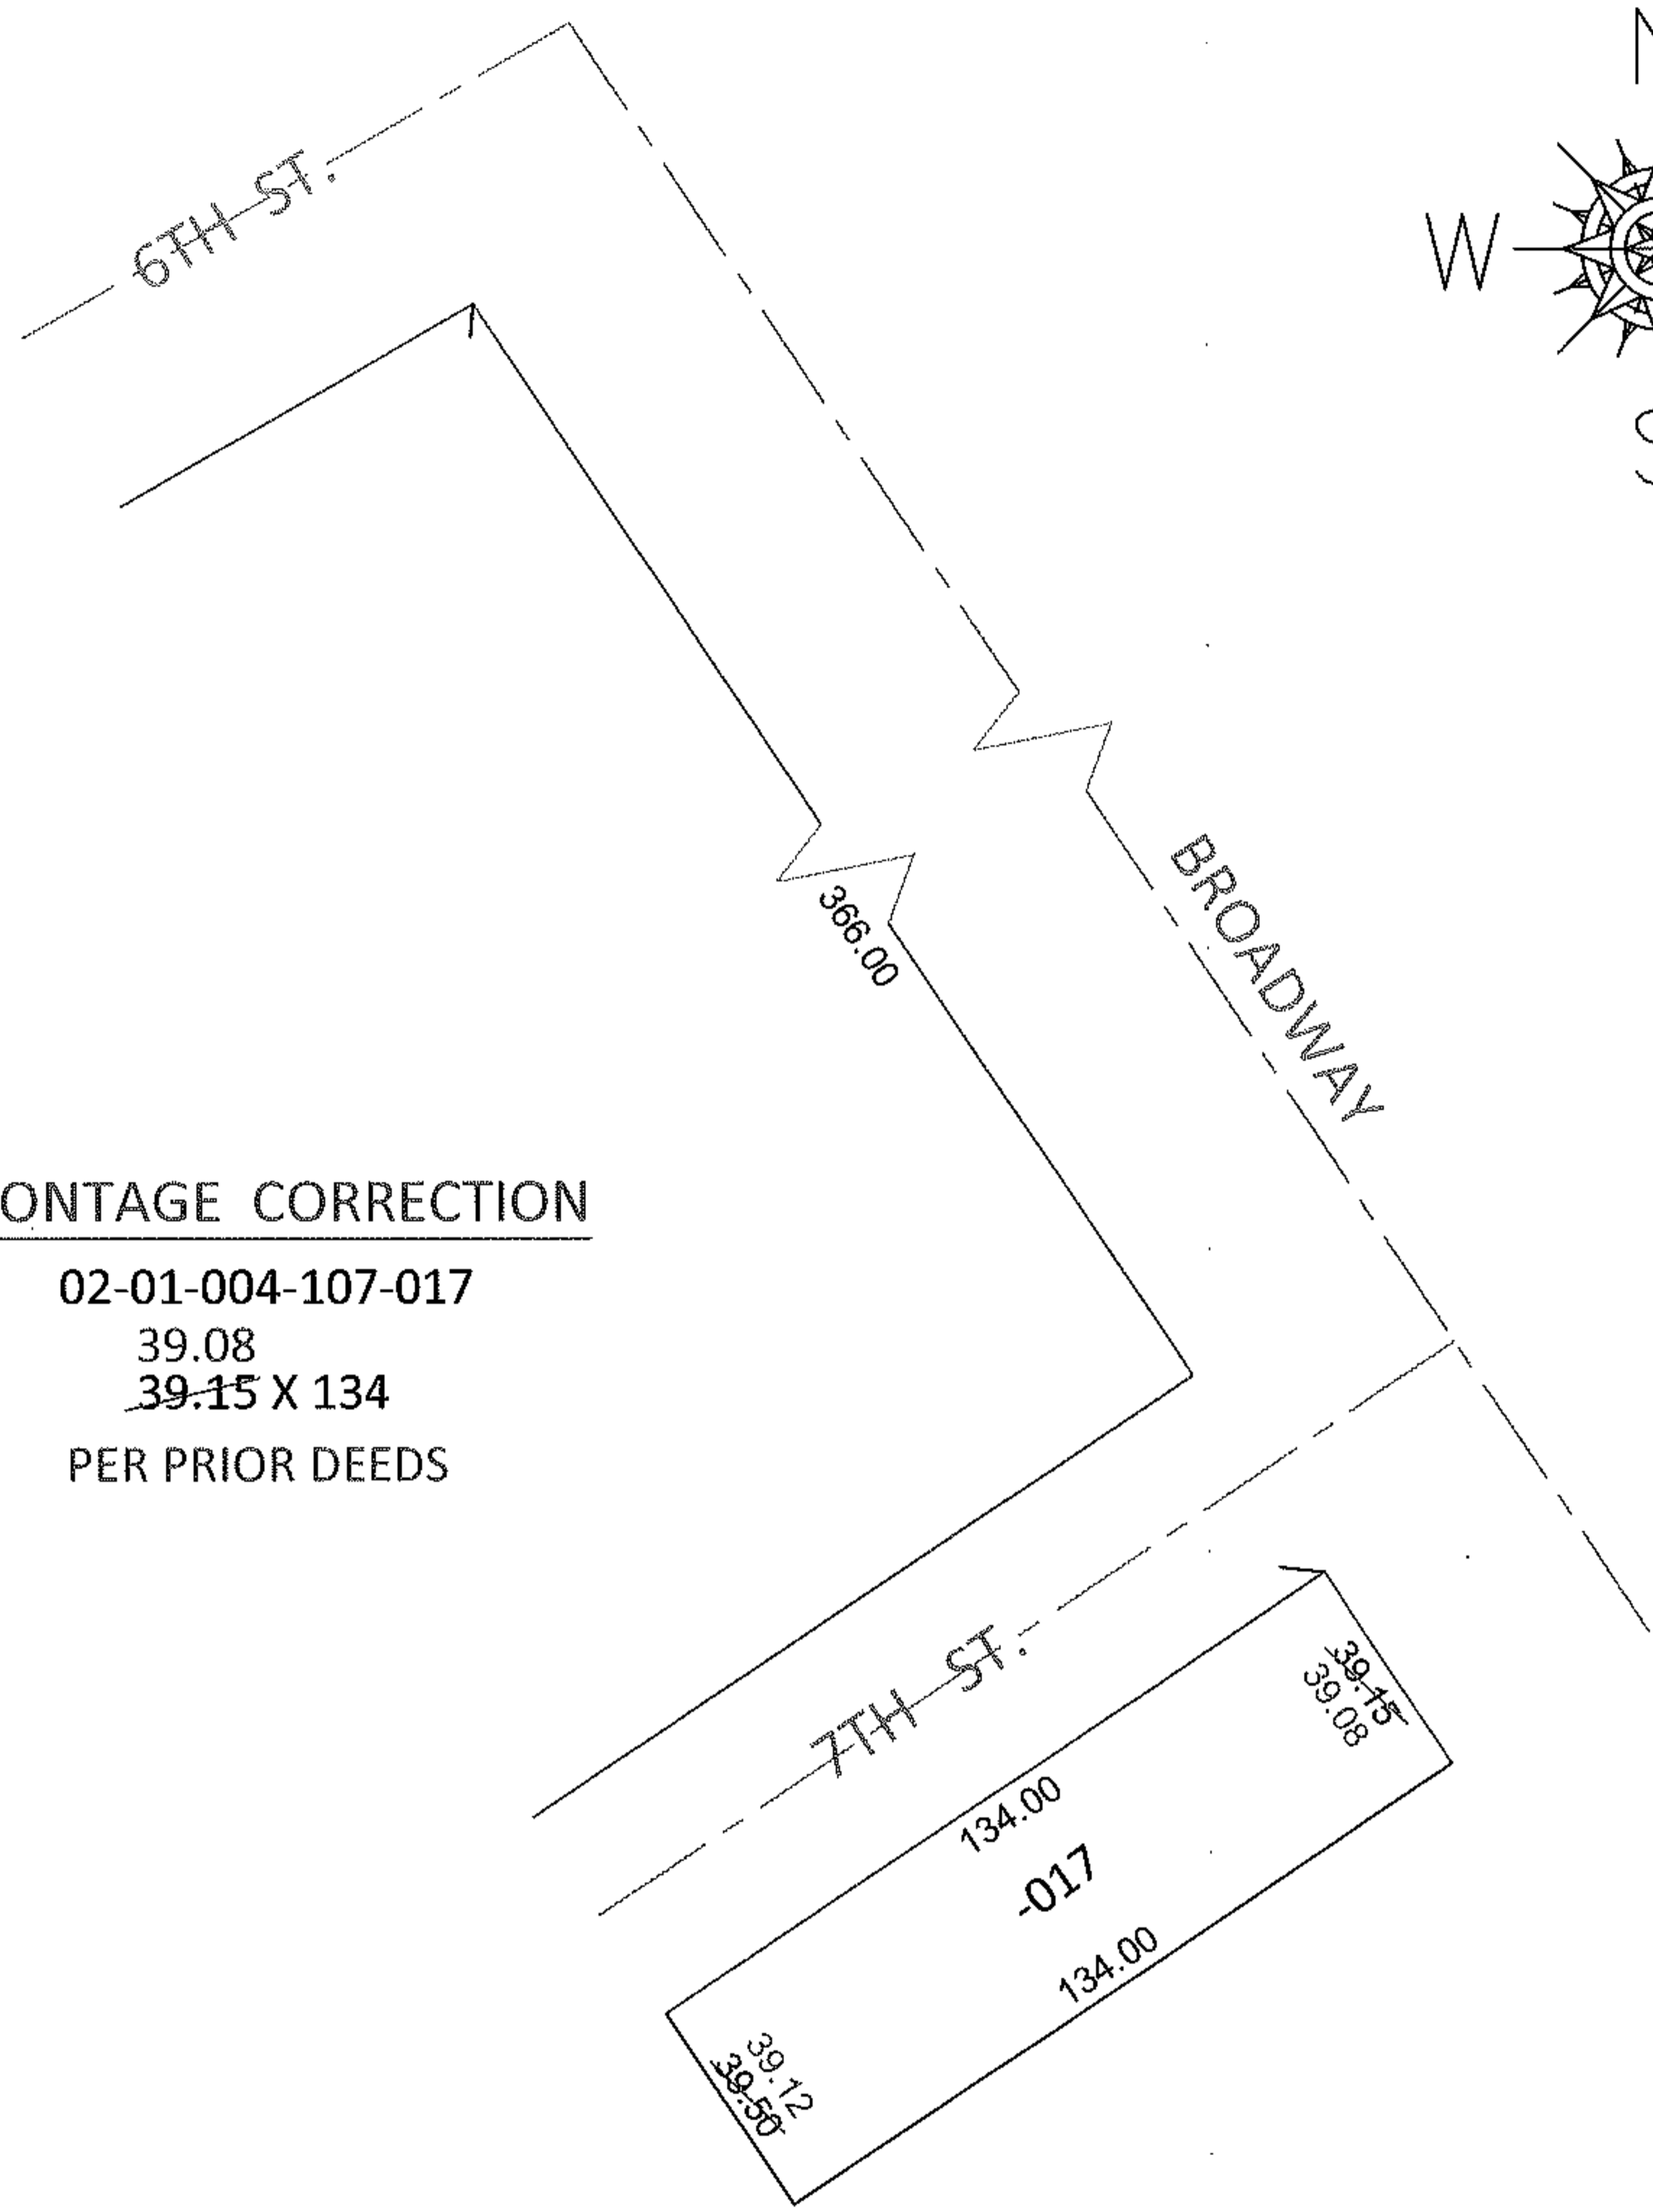 N
6TH ST.
W
S
366.00
BROADWAY
ONTAGE CORRECTION
02-01-004-107-017
39.08
39.15 X 134
PER PRIOR DEEDS
7TH ST.
39.15
39.08
134.00
-017
134.00
39.12
39.50